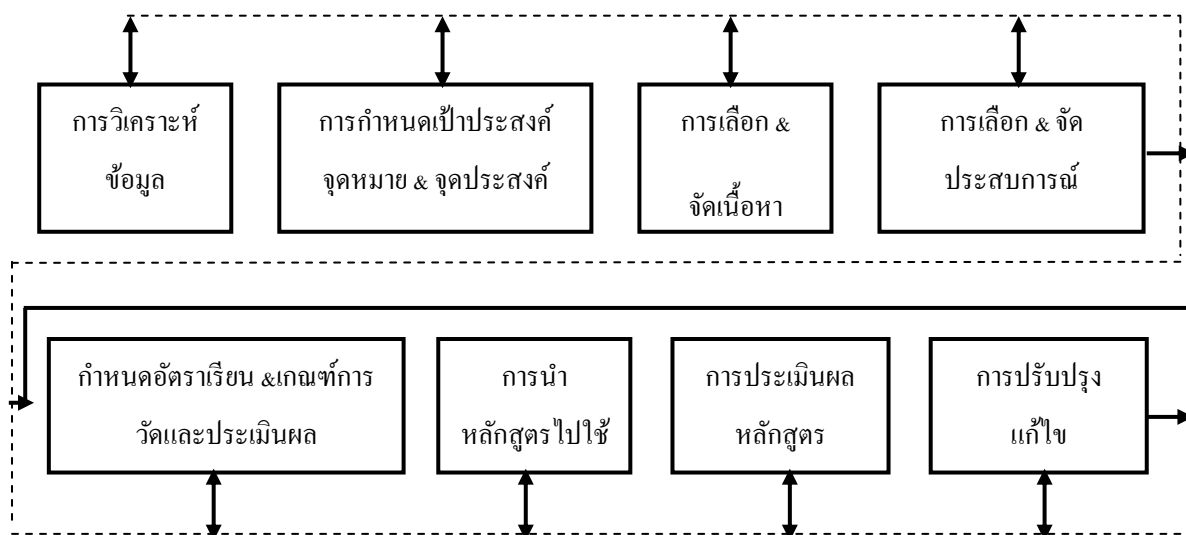 การวิเคราะห์
ข้อมูล
การกำหนดเป้าประสงค์
จุดหมาย & จุดประสงค์
การเลือก &
จัดเนื้อหา
การเลือก & จัด
ประสบการณ์
กำหนดอัตราเรียน &เกณฑ์การ
วัดและประเมินผล
การนำ
หลักสูตรไปใช้
การประเมินผล
หลักสูตร
การปรับปรุง
แก้ไข